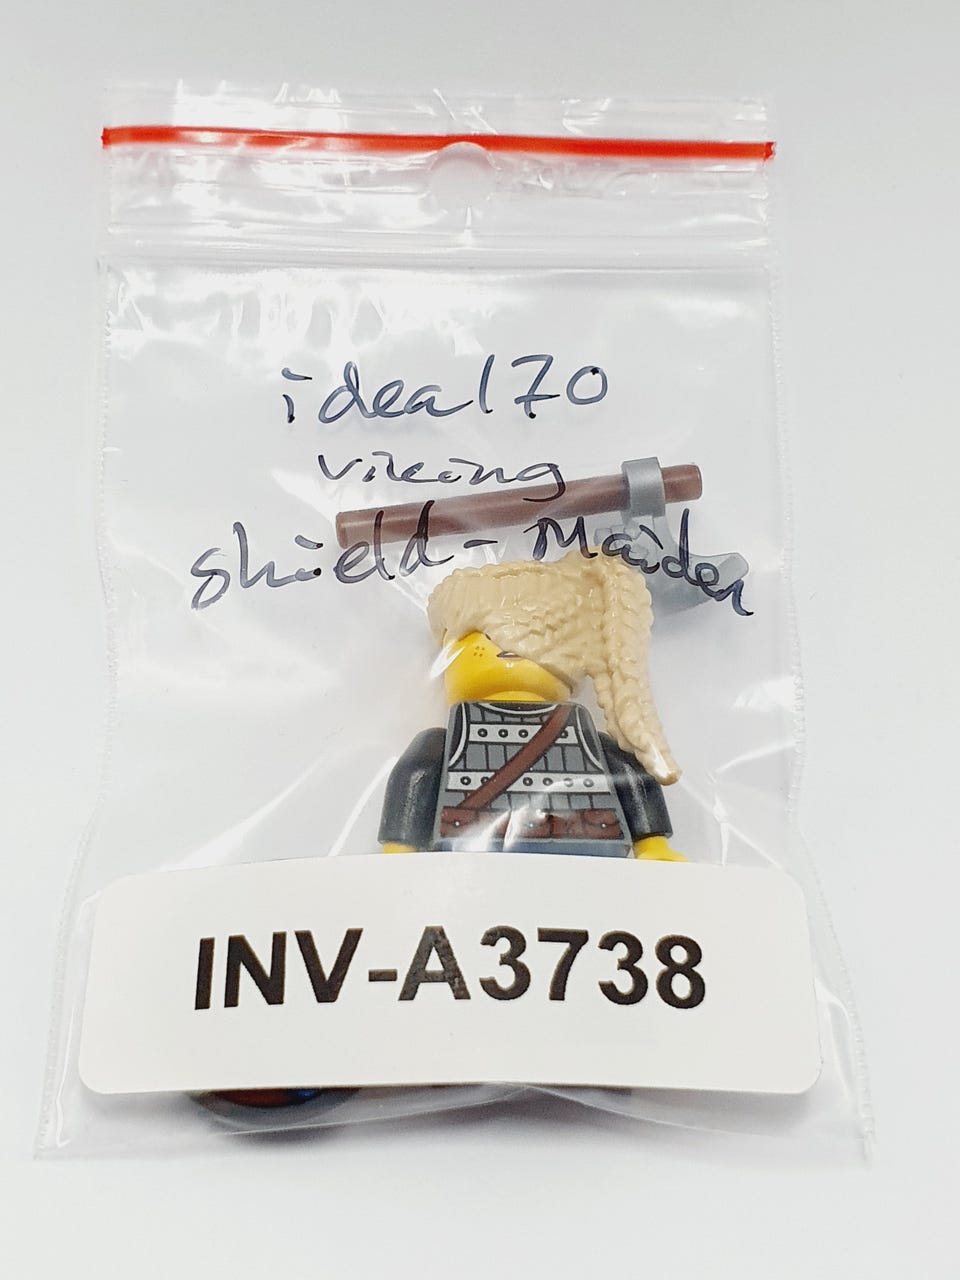 idea170
viking
shield-Maiden
INV-A3738